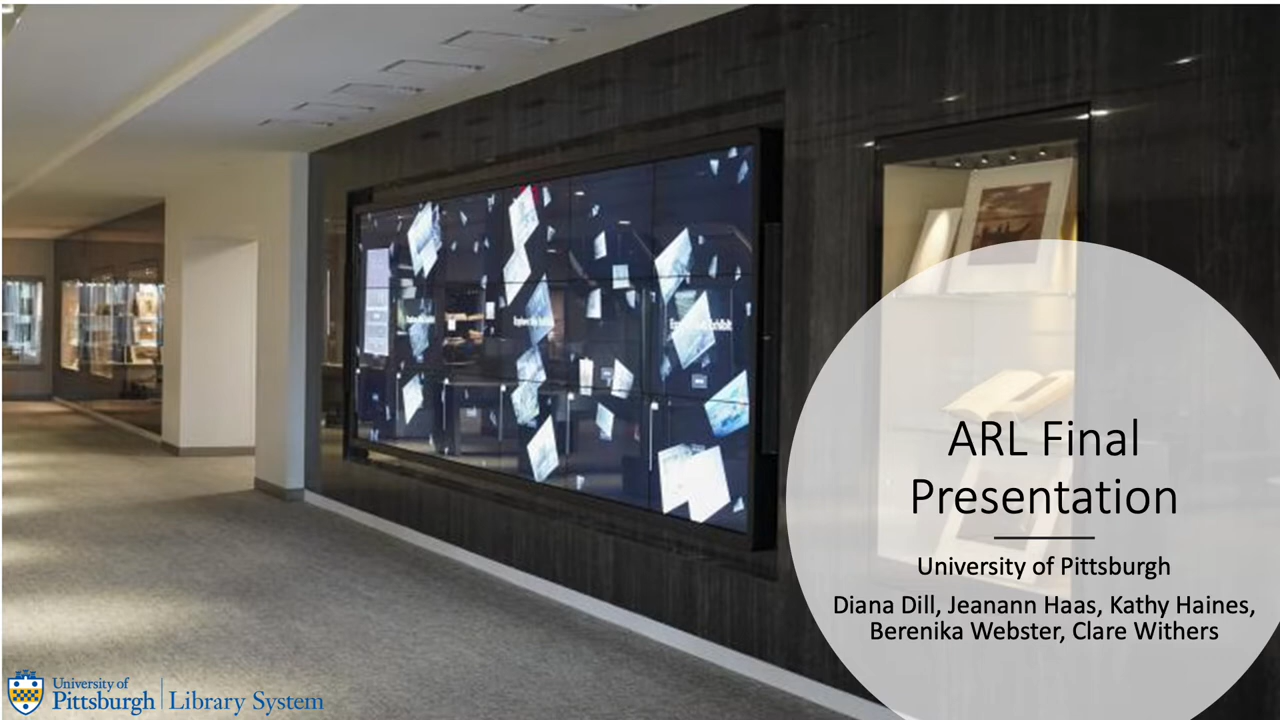 ARL Final
Presentation
University of Pittsburgh
Diana Dill, Jeanann Haas, Kathy Haines,
Berenika Webster, Clare Withers
University of
Pittsburgh
Library System